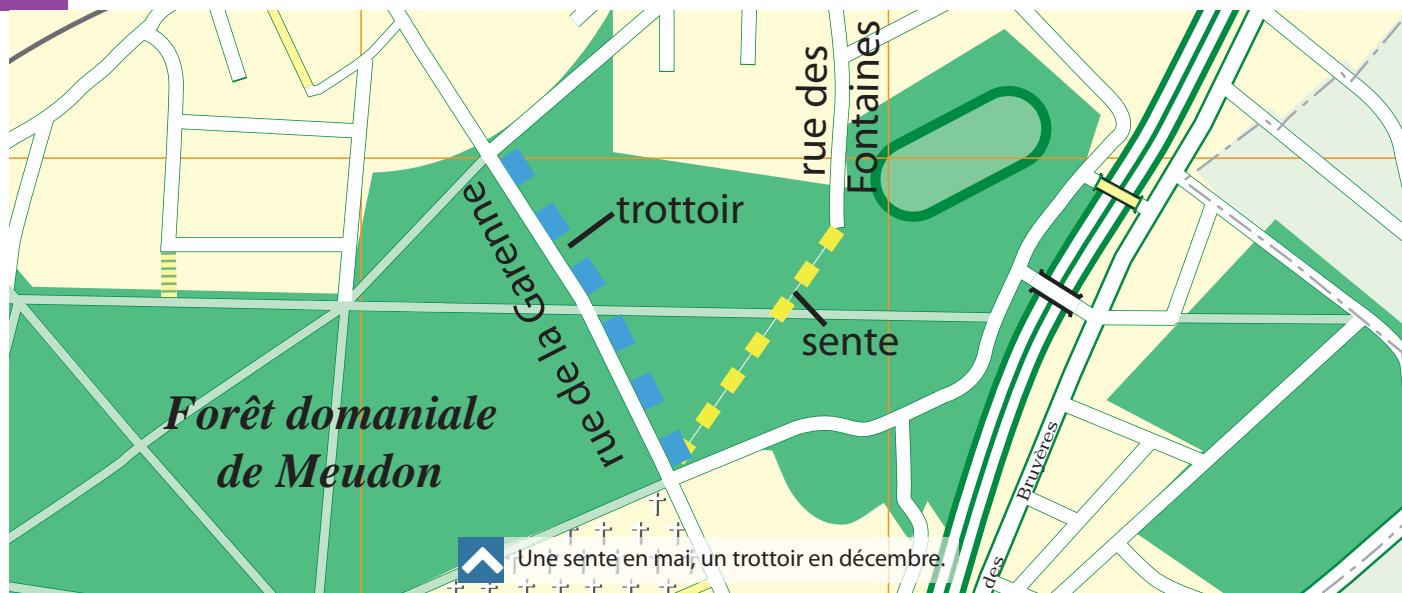 rue des
Fontaines
trottoir
rue de la Garenne
sente
Forêt domaniale
de Meudon
Bruyères
des
Une sente en mai, un trottoir en décembre.